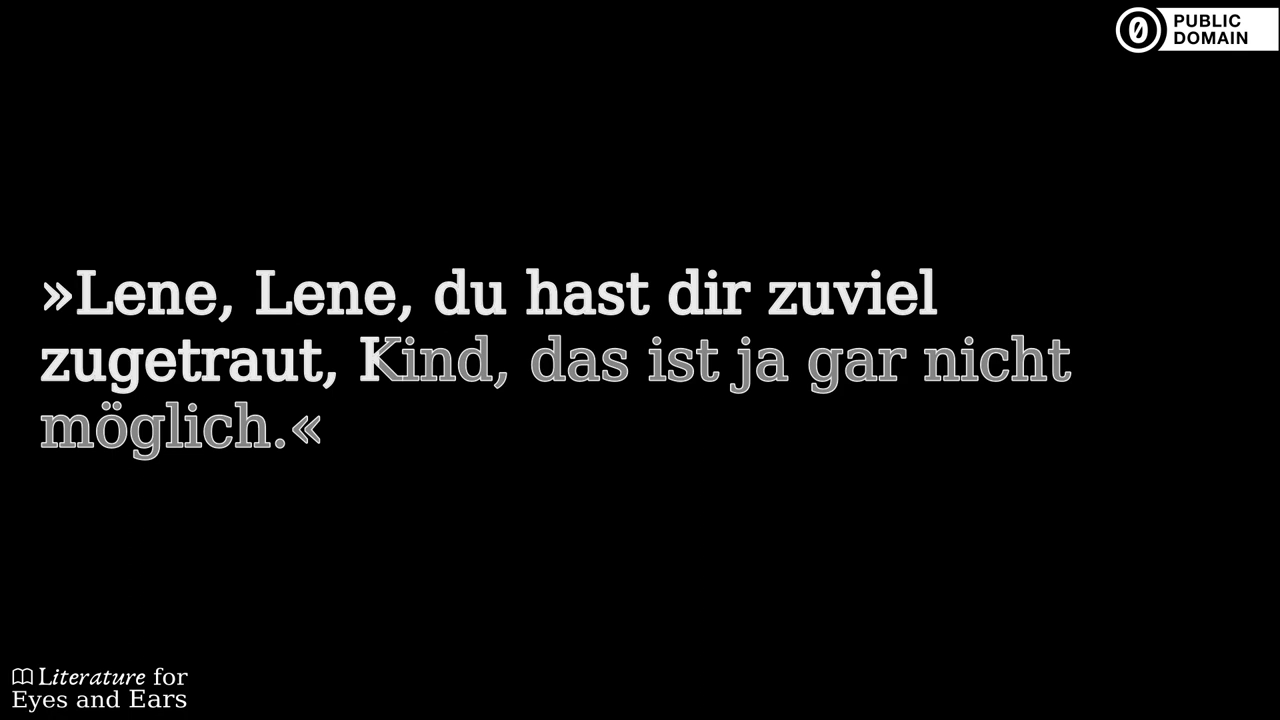 PUBLIC
DOMAIN
»Lene, Lene, du hast dir zuviel
zugetraut, Kind, das ist ja gar nicht
möglich.«
Literature for
Eyes and Ears